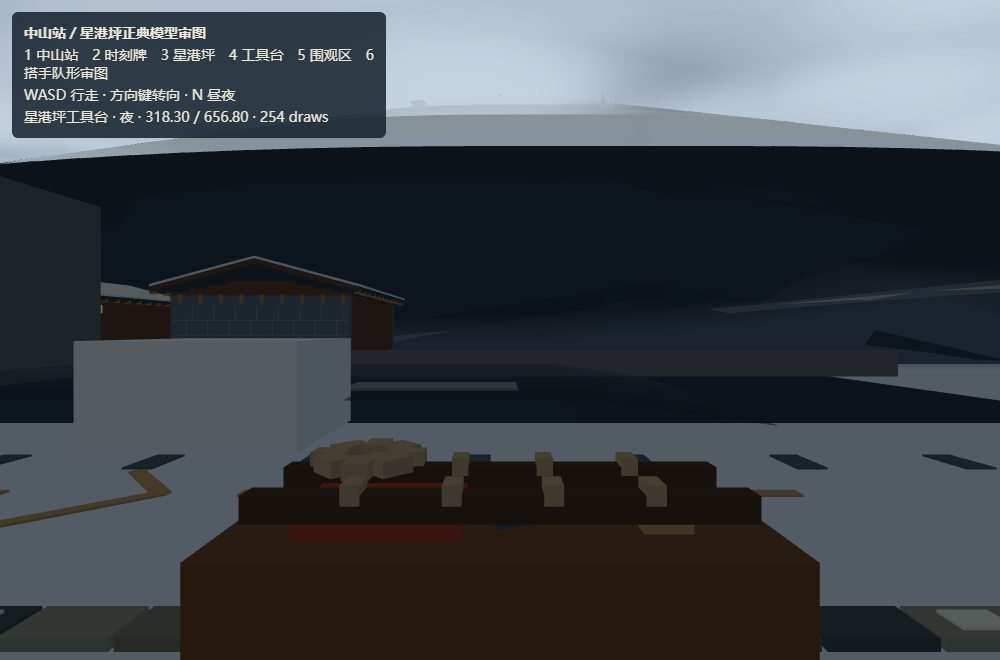 中山站 / 星港坪正典模型审图
1 中山站 2 时刻牌 3 星港坪 4 工具台 5 围观区 6
搭手队形审图
WASD 行走 · 方向键转向 · N 昼夜
星港坪工具台 · 夜 · 318.30 / 656.80 · 254 draws